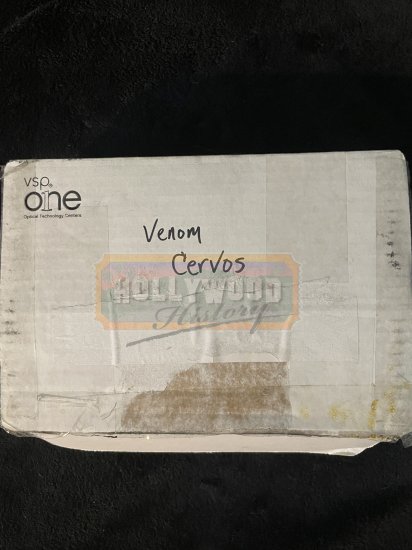 vsp®
one
Optical Technology Centers
Venom
Cervos
HOLLYWOOD
History